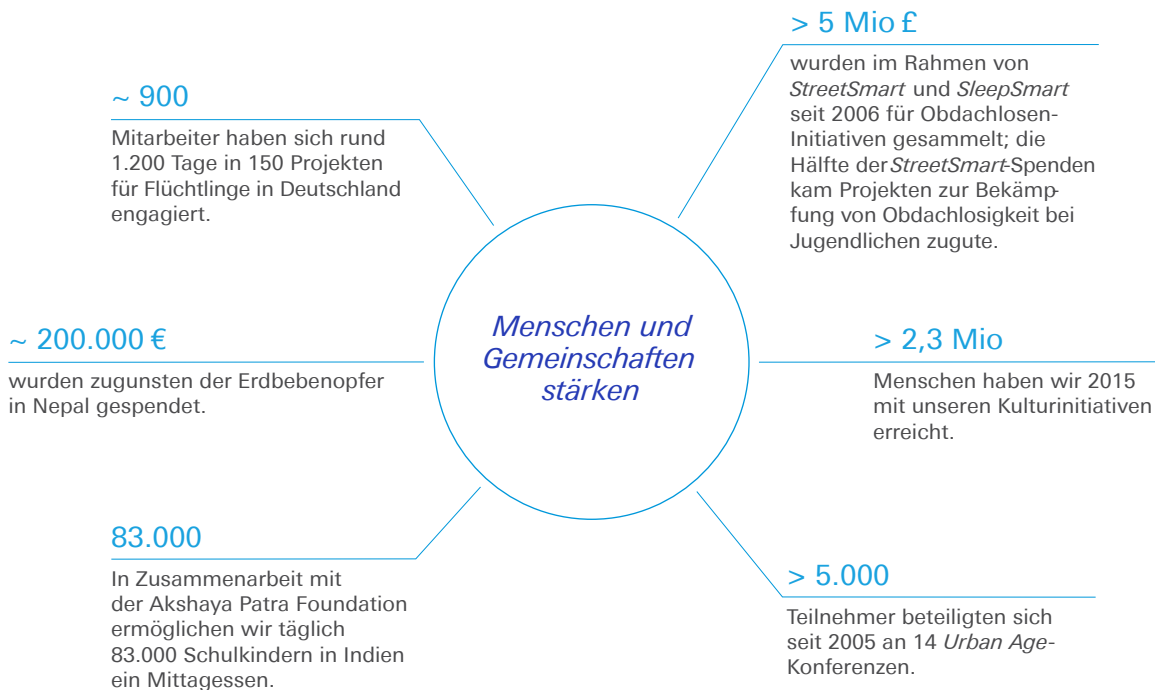 > 5 Mio £
wurden im Rahmen von
StreetSmart und SleepSmart
seit 2006 für Obdachlosen-
Initiativen gesammelt; die
Hälfte der StreetSmart-Spenden
kam Projekten zur Bekämp-
fung von Obdachlosigkeit bei
Jugendlichen zugute.
~ 900
Mitarbeiter haben sich rund
1.200 Tage in 150 Projekten
für Flüchtlinge in Deutschland
engagiert.
Menschen und
Gemeinschaften
stärken
~ 200.000 €
wurden zugunsten der Erdbebenopfer
in Nepal gespendet.
> 2,3 Mio
Menschen haben wir 2015
mit unseren Kulturinitiativen
erreicht.
83.000
In Zusammenarbeit mit
der Akshaya Patra Foundation
ermöglichen wir täglich
83.000 Schulkindern in Indien
ein Mittagessen.
> 5.000
Teilnehmer beteiligten sich
seit 2005 an 14 Urban Age-
Konferenzen.